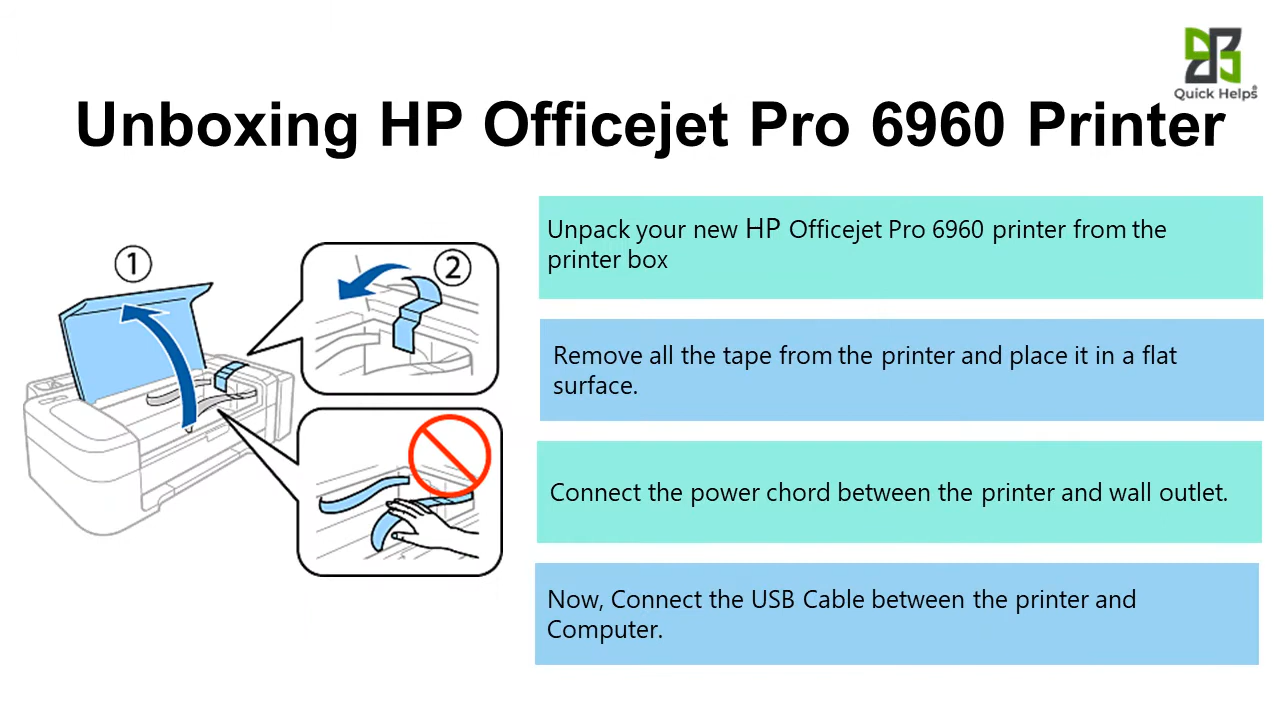 Quick Helps®
Unboxing HP Officejet Pro 6960 Printer
1
2
Unpack your new HP Officejet Pro 6960 printer from the
printer box
Remove all the tape from the printer and place it in a flat
surface.
Connect the power chord between the printer and wall outlet.
Now, Connect the USB Cable between the printer and
Computer.